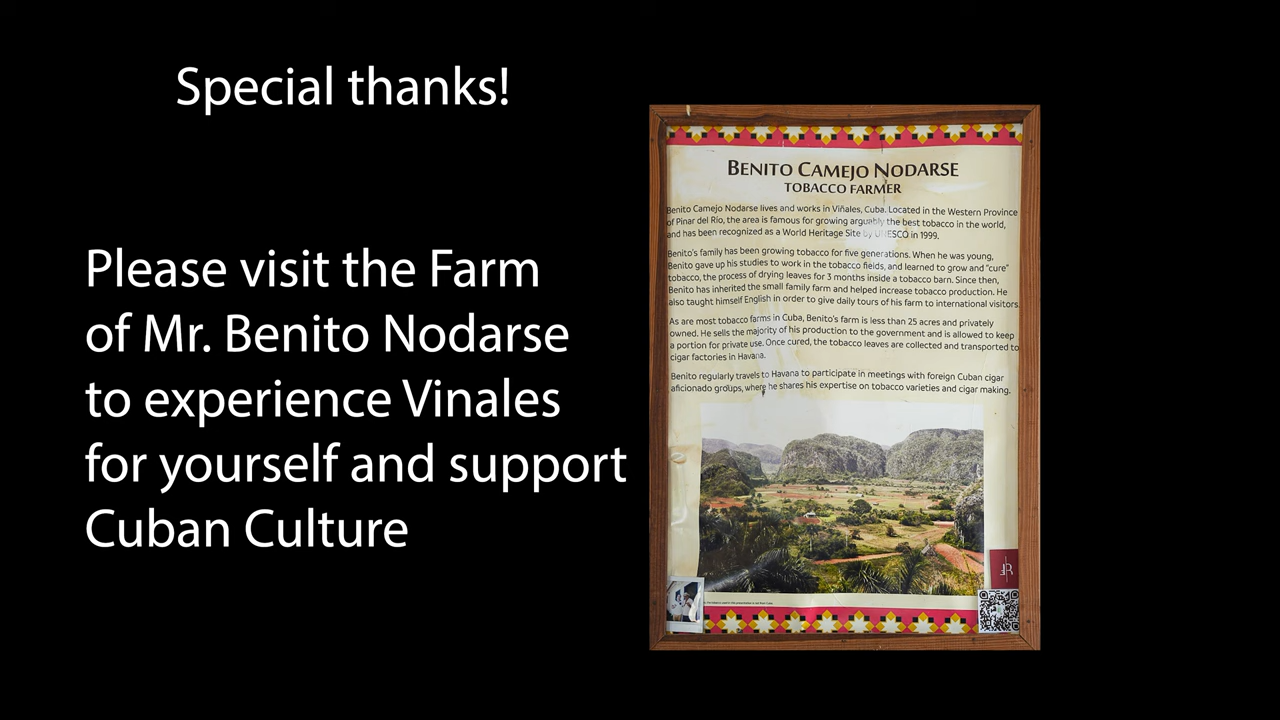 Special thanks!
Please visit the Farm
of Mr. Benito Nodarse
to experience Vinales
for yourself and support
Cuban Culture
BENITO CAMEJO NODARSE
TOBACCO FARMER
Benito Camejo Nodarse lives and works in Viñales, Cuba. Located in the Western Province
of Pinar del Río, the area is famous for growing arguably the best tobacco in the world,
and has been recognized as a World Heritage Site by UNESCO in 1999.
Benito's family has been growing tobacco for five generations. When he was young,
Benito gave up his studies to work in the tobacco fields, and learned to grow and "cure"
tobacco, the process of drying leaves for 3 months inside a tobacco barn. Since then,
Benito has inherited the small family farm and helped increase tobacco production. He
also taught himself English in order to give daily tours of his farm to international visitors.
As are most tobacco farms in Cuba, Benito's farm is less than 25 acres and privately
owned. He sells the majority of his production to the government and is allowed to keep
a portion for private use. Once cured, the tobacco leaves are collected and transported to
cigar factories in Havana.
Benito regularly travels to Havana to participate in meetings with foreign Cuban cigar
aficionado groups, where he shares his expertise on tobacco varieties and cigar making.